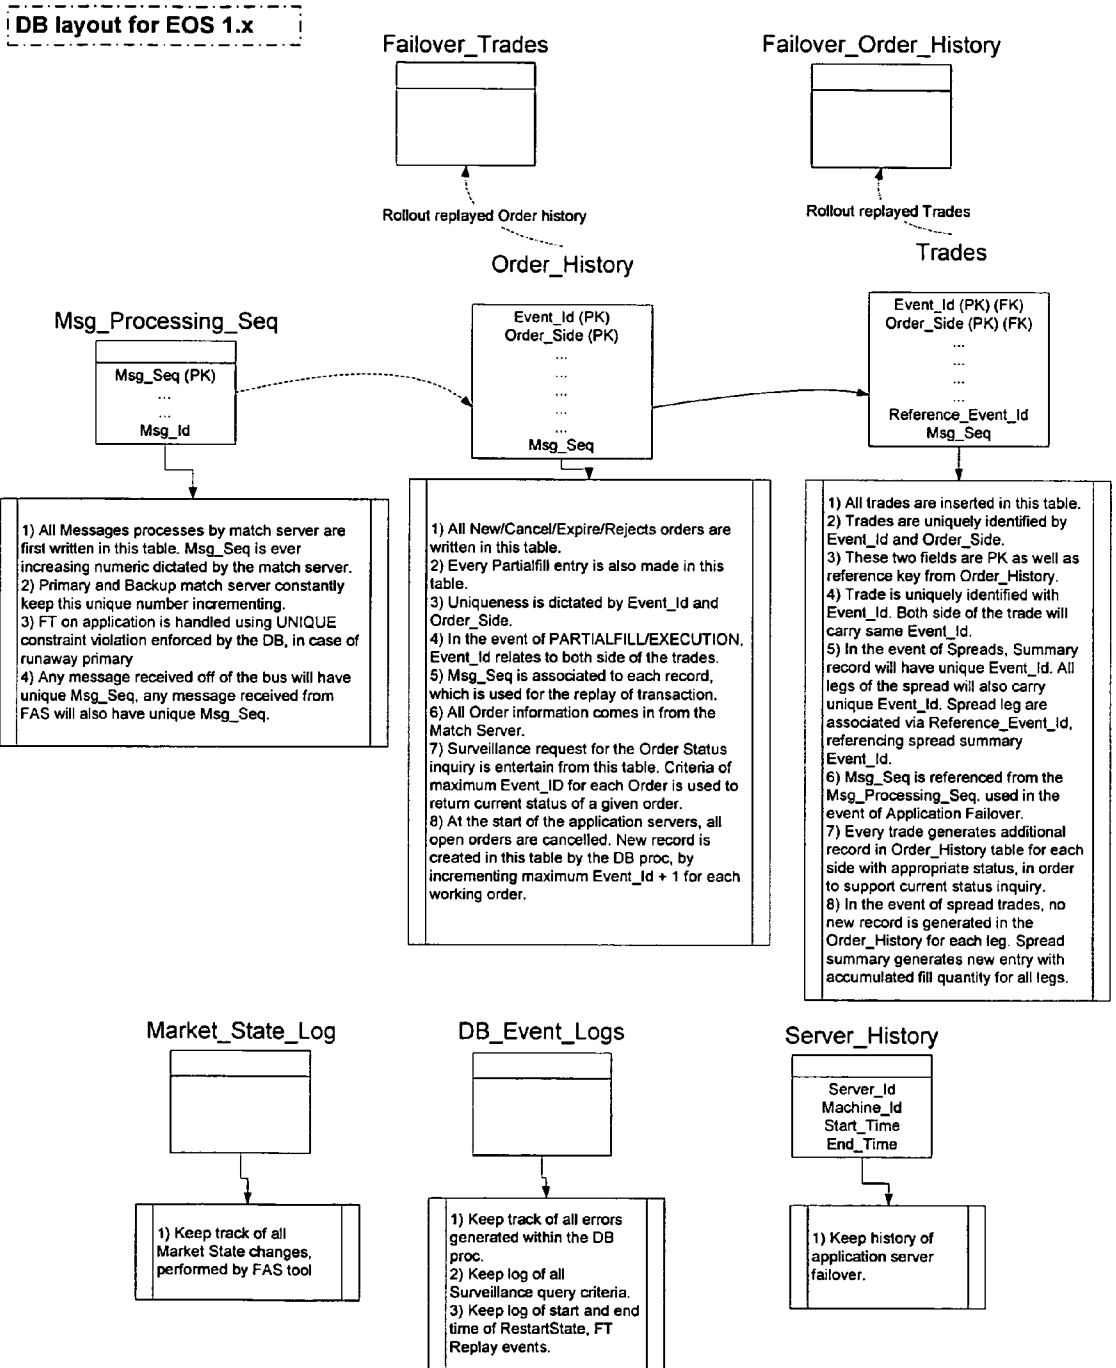 DB layout for EOS 1.x
Failover_Trades
Failover_Order_History
Rollout replayed Order history
Rollout replayed Trades
Order_History
Trades
Msg_Processing_Seq
Msg_Seq (PK)
...
...
Msg_Id
Event_Id (PK)
Order_Side (PK)
...
...
...
...
...
Msg_Seq
Event_Id (PK) (FK)
Order_Side (PK) (FK)
...
...
...
...
Reference_Event_Id
Msg_Seq
1) All Messages processes by match server are
first written in this table. Msg_Seq is ever
increasing numeric dictated by the match server.
2) Primary and Backup match server constantly
keep this unique number incrementing.
3) FT on application is handled using UNIQUE
constraint violation enforced by the DB, in case of
runaway primary
4) Any message received off of the bus will have
unique Msg_Seq, any message received from
FAS will also have unique Msg_Seq.
1) All New/Cancel/Expire/Rejects orders are
written in this table.
2) Every Partialfill entry is also made in this
table.
3) Uniqueness is dictated by Event_Id and
Order_Side.
4) In the event of PARTIALFILL/EXECUTION,
Event_Id relates to both side of the trades.
5) Msg_Seq is associated to each record,
which is used for the replay of transaction.
6) All Order information comes in from the
Match Server.
7) Surveillance request for the Order Status
inquiry is entertain from this table. Criteria of
maximum Event_ID for each Order is used to
return current status of a given order.
8) At the start of the application servers, all
open orders are cancelled. New record is
created in this table by the DB proc, by
incrementing maximum Event_Id + 1 for each
working order.
1) All trades are inserted in this table.
2) Trades are uniquely identified by
Event_Id and Order_Side.
3) These two fields are PK as well as
reference key from Order_History.
4) Trade is uniquely identified with
Event_Id. Both side of the trade will
carry same Event_Id.
5) In the event of Spreads, Summary
record will have unique Event_Id. All
legs of the spread will also carry
unique Event_Id. Spread leg are
associated via Reference_Event_Id,
referencing spread summary
Event_Id.
6) Msg_Seq is referenced from the
Msg_Processing_Seq. used in the
event of Application Failover.
7) Every trade generates additional
record in Order_History table for each
side with appropriate status, in order
to support current status inquiry.
8) In the event of spread trades, no
new record is generated in the
Order_History for each leg. Spread
summary generates new entry with
accumulated fill quantity for all legs.
Market_State_Log
DB_Event_Logs
Server_History
Server_Id
Machine_Id
Start_Time
End_Time
1) Keep track of all
Market State changes,
performed by FAS tool
1) Keep track of all errors
generated within the DB
proc.
2) Keep log of all
Surveillance query criteria.
3) Keep log of start and end
time of RestartState, FT
Replay events.
1) Keep history of
application server
failover.